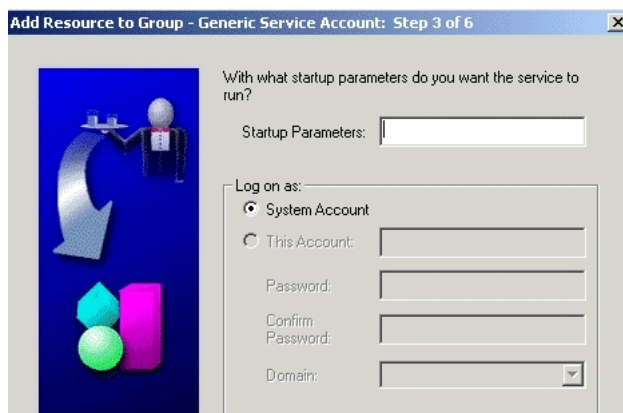 Add Resource to Group - Generic Service Account: Step 3 of 6
With what startup parameters do you want the service to
run?
Startup Parameters:
Log on as:
System Account
This Account:
Password:
Confirm
Password:
Domain: